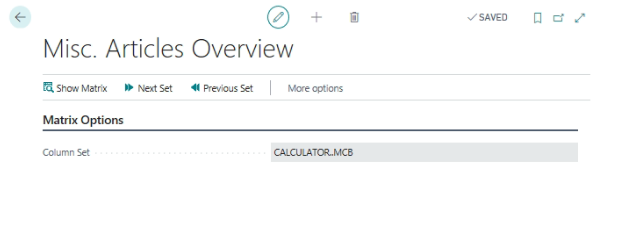 SAVED
Misc. Articles Overview
Show Matrix Next Set Previous Set More options
Matrix Options
Column Set CALCULATOR..MCB